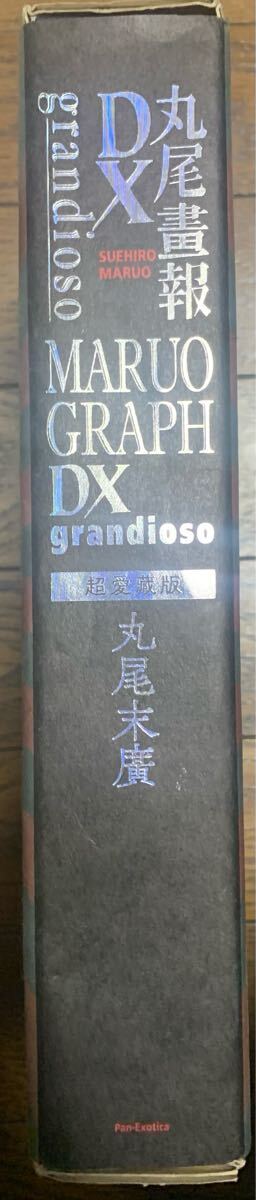 丸尾畫報
DX
grandioso
SUEHIRO
MARUO
MARUO
GRAPH
DX
grandioso
超愛藏版
丸尾末廣
Pan-Exotica